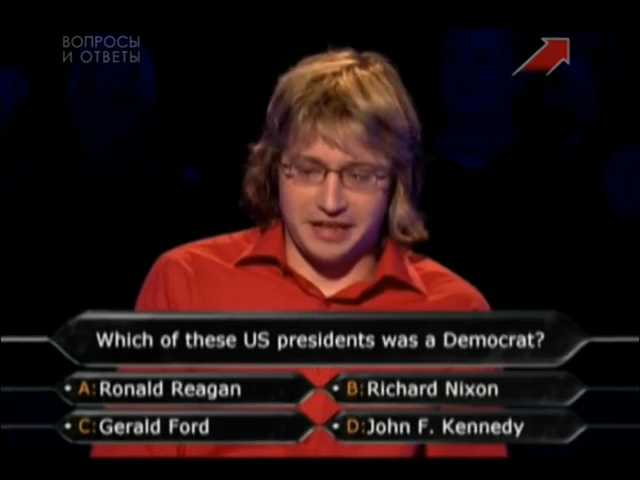 ВОПРОСЫ
И ОТВЕТЫ
Which of these US presidents was a Democrat?
A: Ronald Reagan
B: Richard Nixon
C: Gerald Ford
D: John F. Kennedy